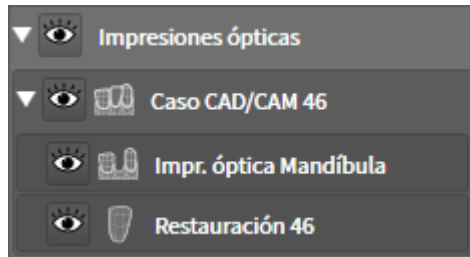 Impresiones ópticas
Caso CAD/CAM 46
Impr. óptica Mandíbula
Restauración 46